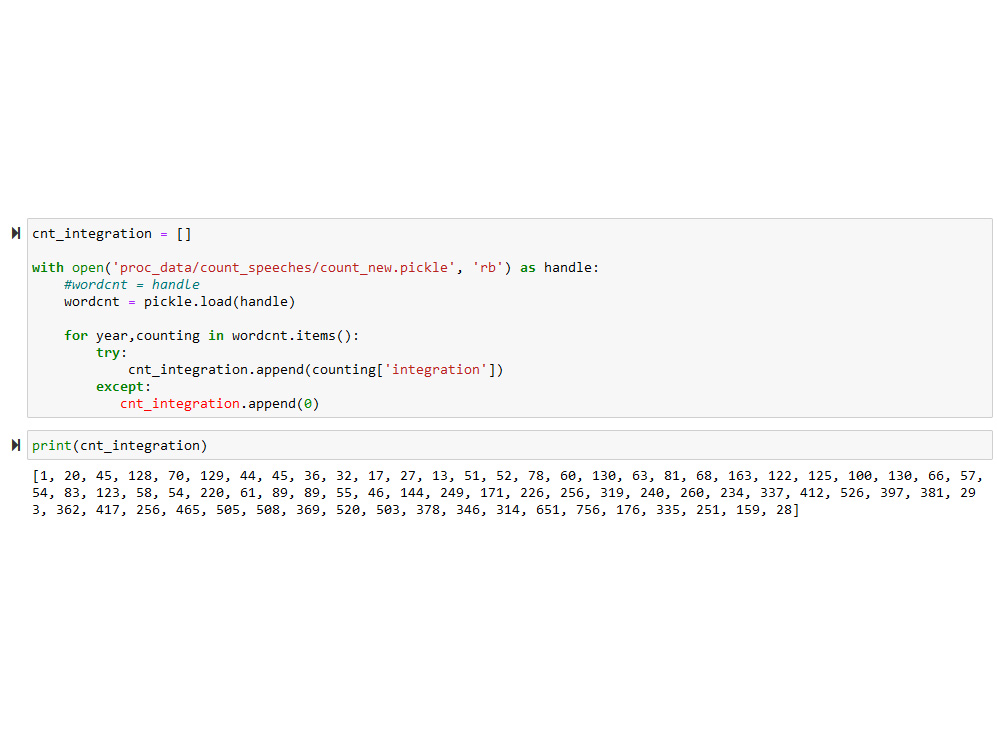 cnt_integration = []
with open('proc_data/count_speeches/count_new.pickle', 'rb') as handle:
    #wordcnt = handle
    wordcnt = pickle.load(handle)
    for year,counting in wordcnt.items():
        try:
            cnt_integration.append(counting['integration'])
        except:
           cnt_integration.append(0)
print(cnt_integration)
[1, 20, 45, 128, 70, 129, 44, 45, 36, 32, 17, 27, 13, 51, 52, 78, 60, 130, 63, 81, 68, 163, 122, 125, 100, 130, 66, 57,
54, 83, 123, 58, 54, 220, 61, 89, 89, 55, 46, 144, 249, 171, 226, 256, 319, 240, 260, 234, 337, 412, 526, 397, 381, 29
3, 362, 417, 256, 465, 505, 508, 369, 520, 503, 378, 346, 314, 651, 756, 176, 335, 251, 159, 28]